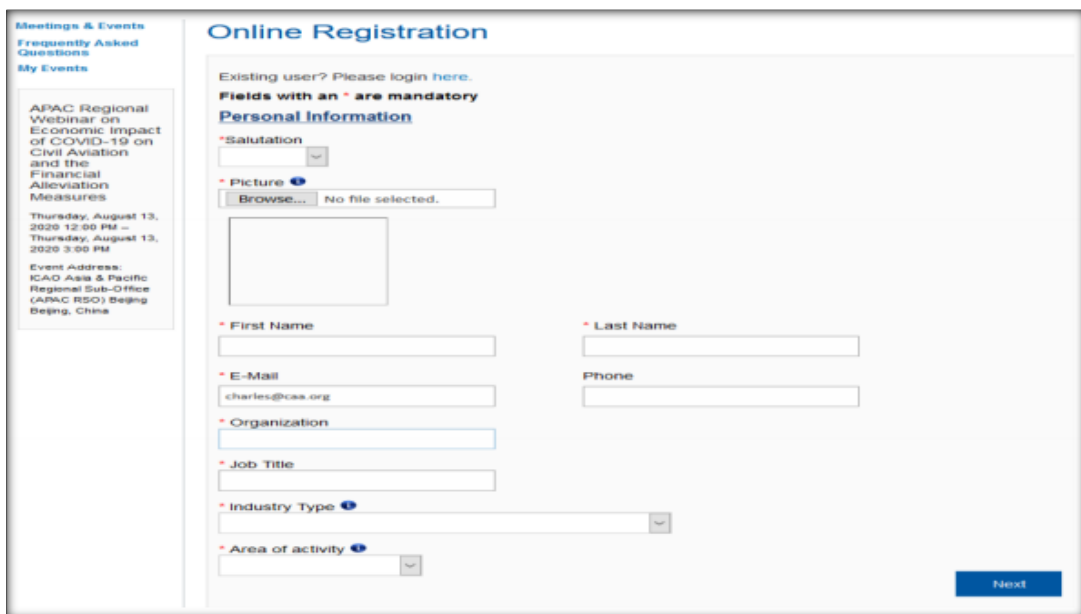 Meetings & Events
Frequently Asked
Questions
My Events
APAC Regional
Webinar on
Economic Impact
of COVID-19 on
Civil Aviation
and the
Financial
Alleviation
Measures
Thursday, August 13,
2020 12:00 PM –
Thursday, August 13,
2020 3:00 PM
Event Address:
ICAO Asia & Pacific
Regional Sub-Office
(APAC RSO) Beijing
Beijing, China
Online Registration
Existing user? Please login here.
Fields with an * are mandatory
Personal Information
*Salutation
* Picture
Browse... No file selected.
* First Name
* Last Name
* E-Mail
Phone
charles@caa.org
* Organization
* Job Title
* Industry Type
* Area of activity
Next